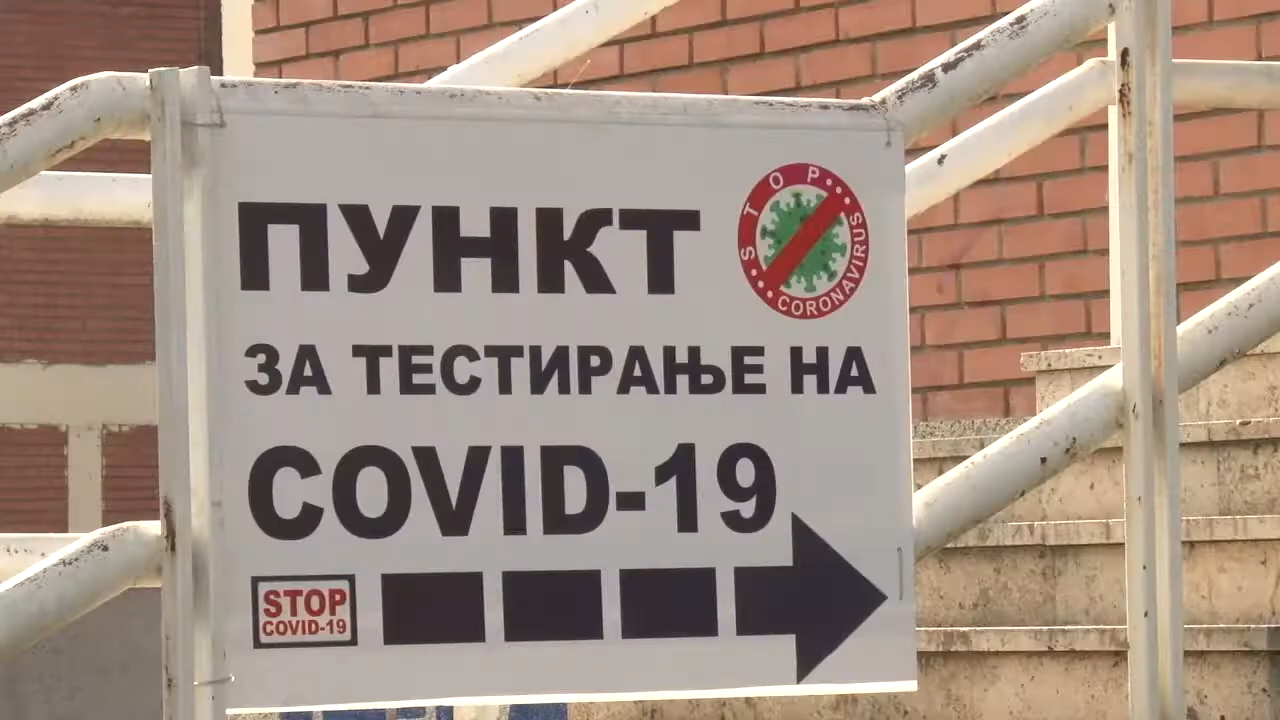 ПУНКТ
STOP
CORONAVIRUS
ЗА ТЕСТИРАЊЕ НА
COVID-19
STOP
COVID-19